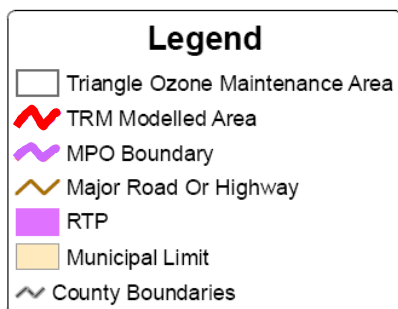 Legend
Triangle Ozone Maintenance Area
TRM Modelled Area
MPO Boundary
Major Road Or Highway
RTP
Municipal Limit
County Boundaries